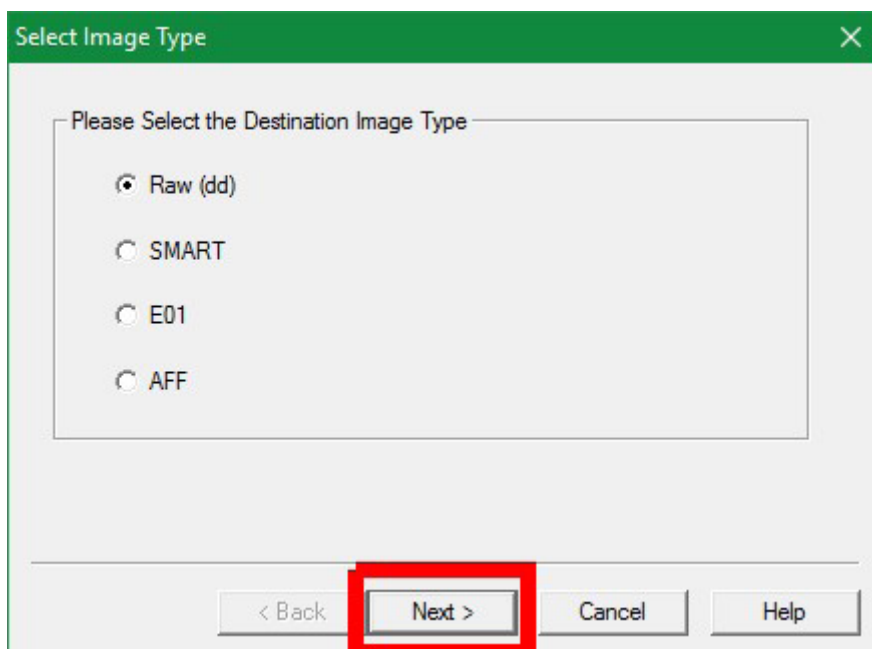 Select Image Type
Please Select the Destination Image Type
Raw (dd)
SMART
E01
AFF
< Back Next > Cancel Help